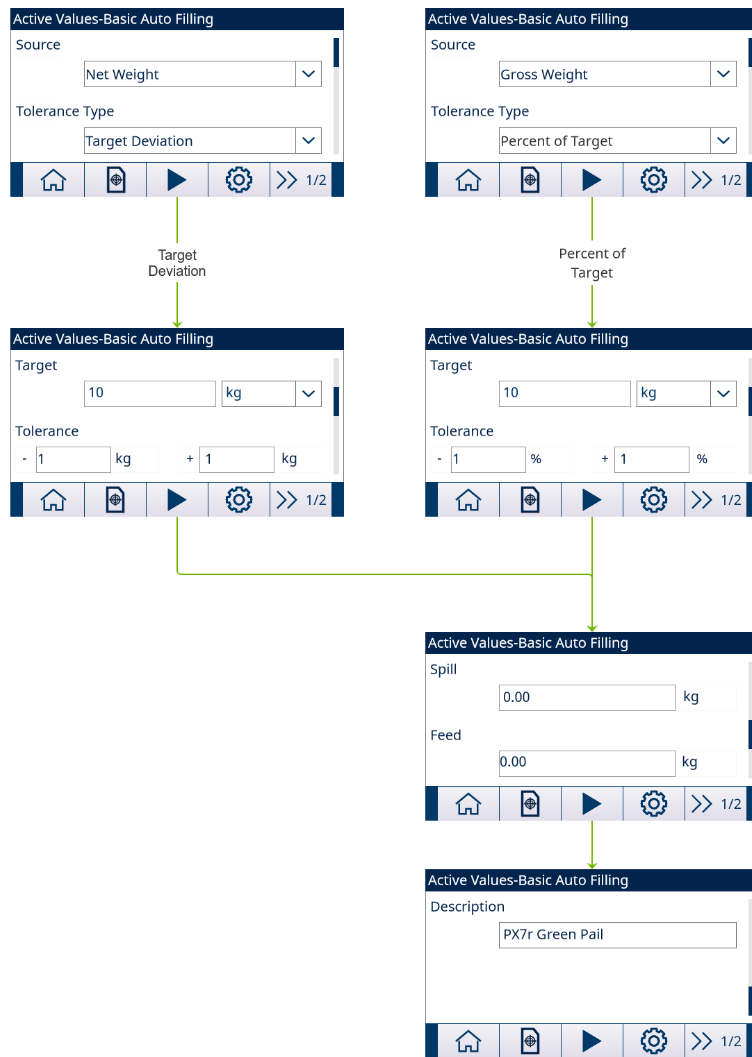 Active Values-Basic Auto Filling
Source
Net Weight
Tolerance Type
Target Deviation
1/2
Active Values-Basic Auto Filling
Source
Gross Weight
Tolerance Type
Percent of Target
1/2
Target
Deviation
Percent of
Target
Active Values-Basic Auto Filling
Target
10 kg
Tolerance
- 1 kg + 1 kg
1/2
Active Values-Basic Auto Filling
Target
10 kg
Tolerance
- 1 % + 1 %
1/2
Active Values-Basic Auto Filling
Spill
0.00 kg
Feed
0.00 kg
1/2
Active Values-Basic Auto Filling
Description
PX7r Green Pail
1/2